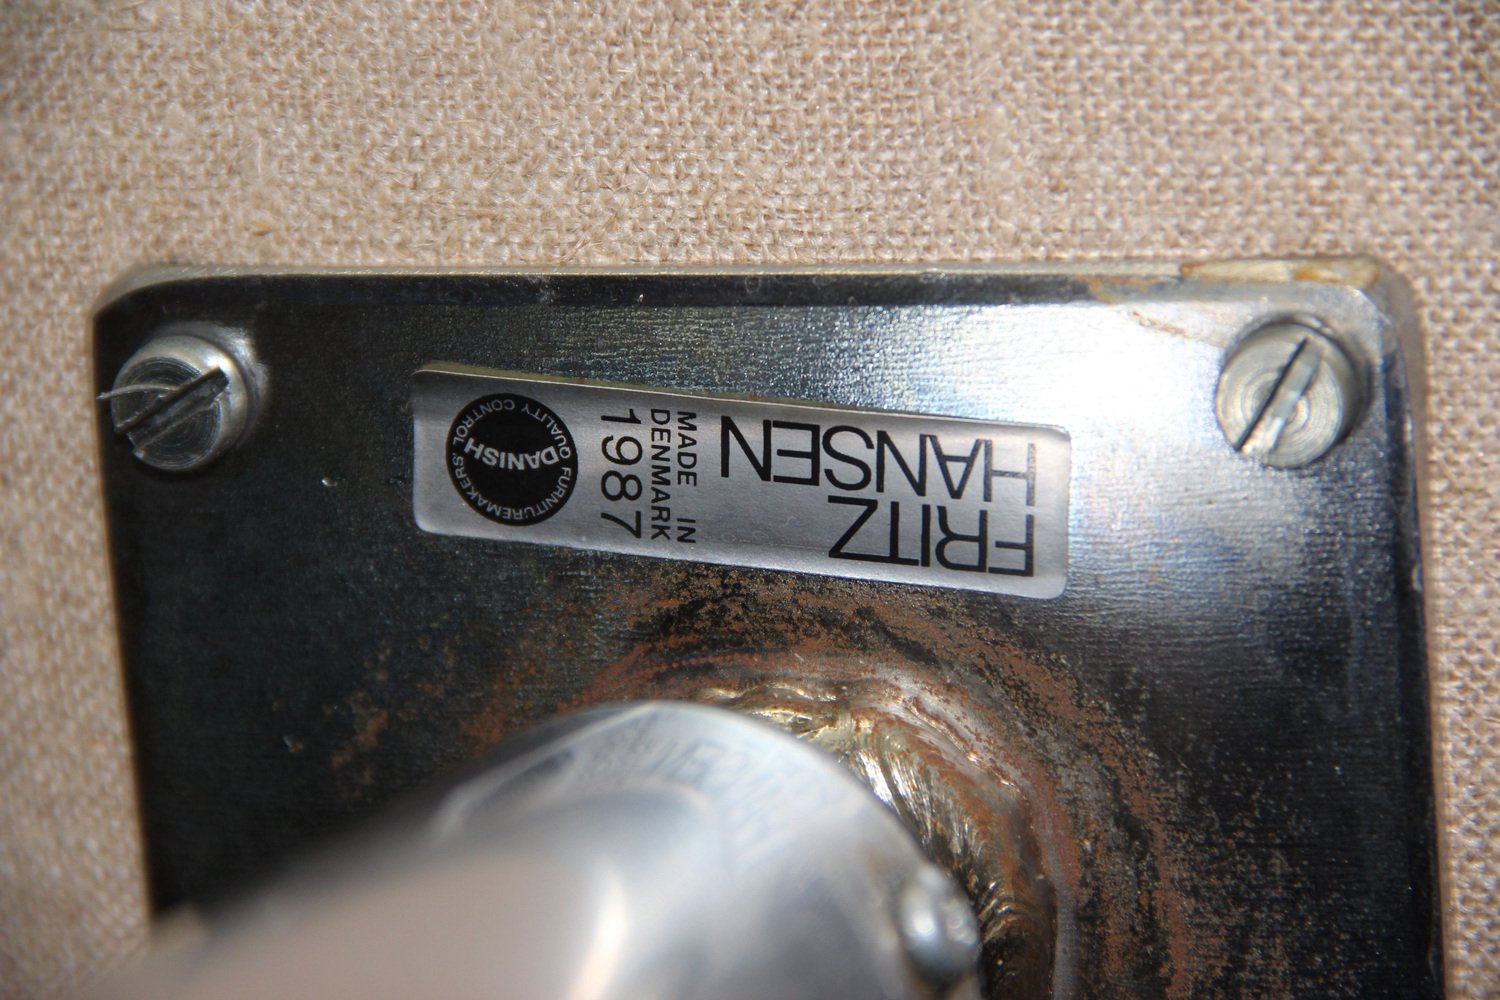 FRITZ
HANSEN
MADE IN
DENMARK
1987
DANISH
FURNITUREMAKERS' QUALITY CONTROL